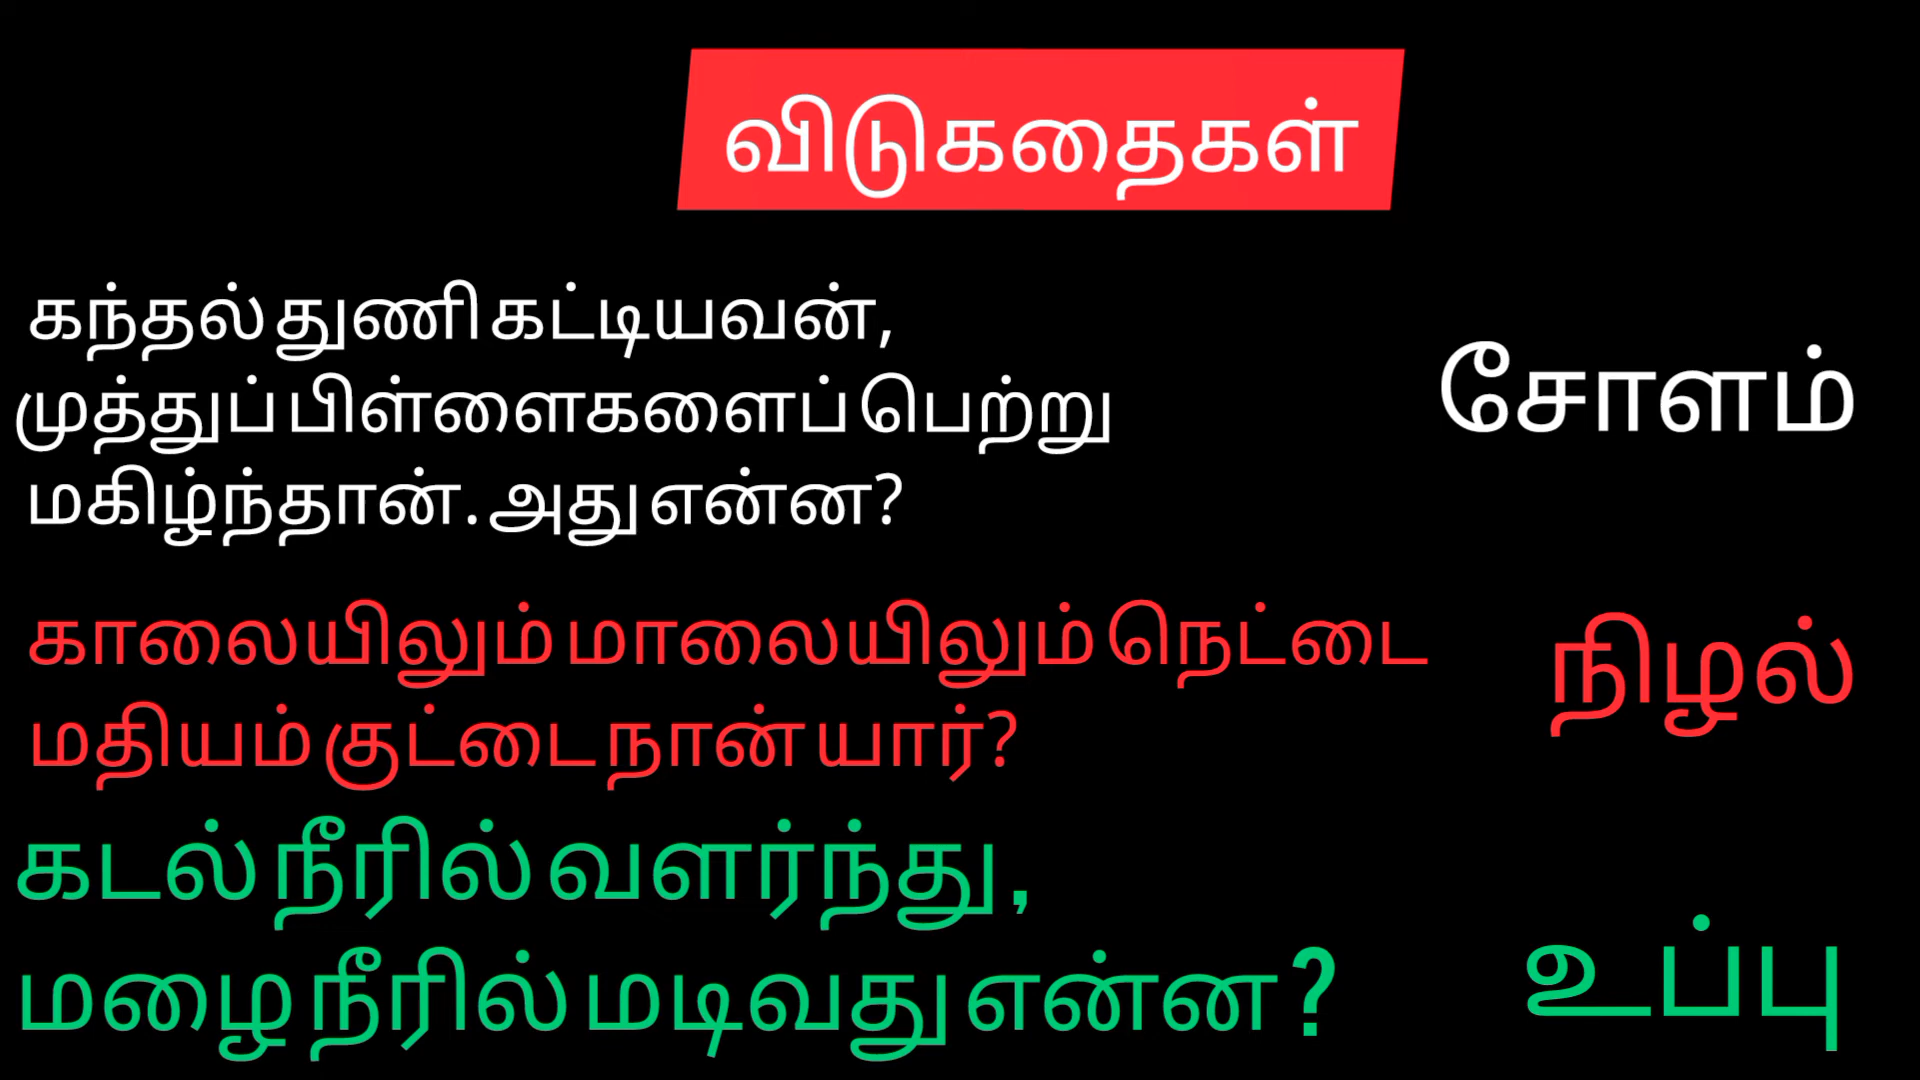 விடுகதைகள்
கந்தல் துணி கட்டியவன்,
முத்துப் பிள்ளைகளைப் பெற்று
மகிழ்ந்தான். அது என்ன?
சோளம்
காலையிலும் மாலையிலும் நெட்டை
மதியம் குட்டை நான் யார்?
நிழல்
கடல் நீரில் வளர்ந்து,
மழை நீரில் மடிவது என்ன?
உப்பு